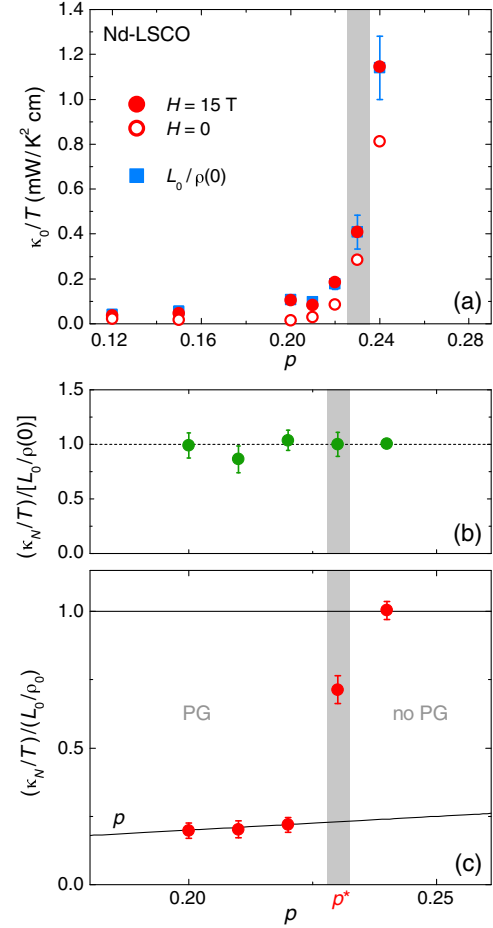 Nd-LSCO
H = 15 T
H = 0
L₀ / ρ(0)
κ₀/T (mW/K² cm)
1.4
1.2
1.0
0.8
0.6
0.4
0.2
0.0
(a)
0.12 0.16 0.20 0.24 0.28
p
(κ_N/T)/[L₀/ρ(0)]
1.5
1.0
0.5
0.0
(b)
(κ_N/T)/(L₀/ρ₀)
1.0
0.5
0.0
PG
no PG
p
(c)
0.20 p* 0.25
p